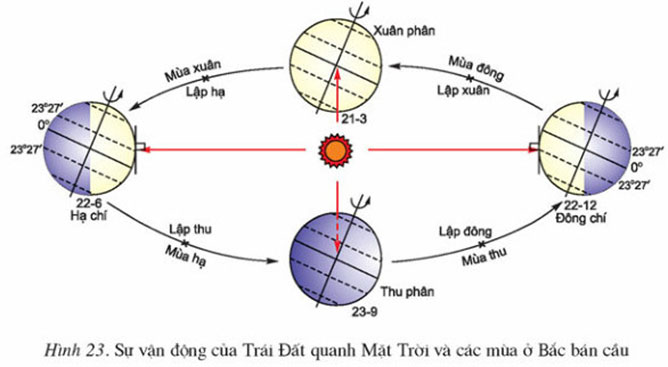 Xuân phân
21-3
Mùa xuân
Lập hạ
Mùa đông
Lập xuân
23°27'
0°
23°27'
22-6
Hạ chí
23°27'
0°
23°27'
22-12
Đông chí
Lập thu
Mùa hạ
Lập đông
Mùa thu
Thu phân
23-9
Hình 23. Sự vận động của Trái Đất quanh Mặt Trời và các mùa ở Bắc bán cầu